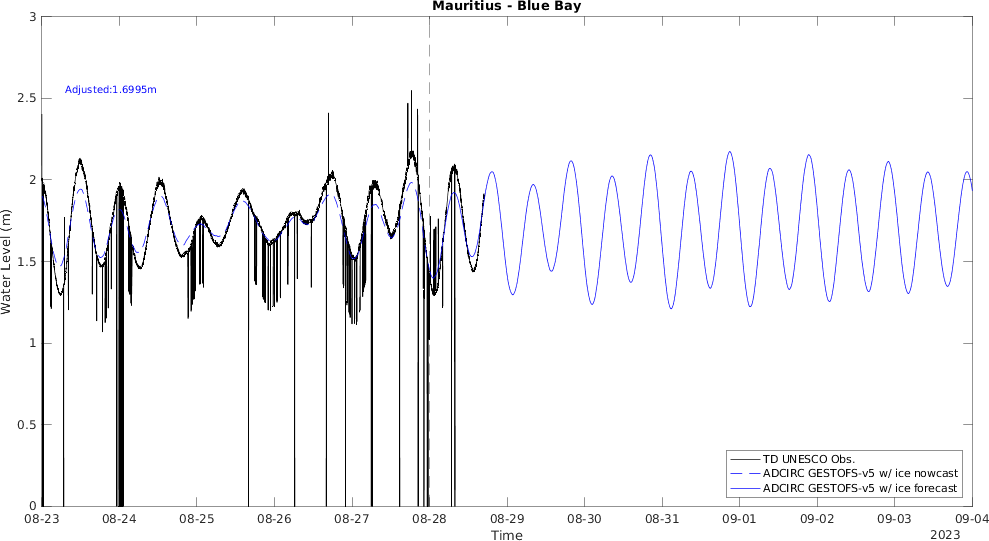 Mauritius - Blue Bay
3
2.5
2
1.5
1
0.5
0
Water Level (m)
Adjusted:1.6995m
TD UNESCO Obs.
ADCIRC GESTOFS-v5 w/ ice nowcast
ADCIRC GESTOFS-v5 w/ ice forecast
08-23 08-24 08-25 08-26 08-27 08-28 08-29 08-30 08-31 09-01 09-02 09-03 09-04
Time
2023